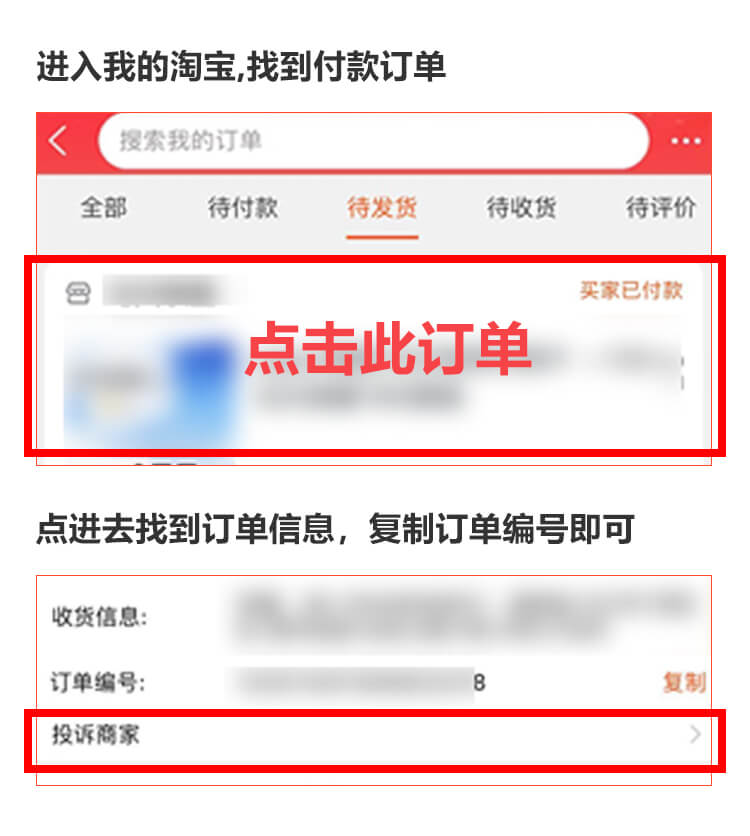 进入我的淘宝,找到付款订单
搜索我的订单
全部 待付款 待发货 待收货 待评价
买家已付款
点击此订单
点进去找到订单信息，复制订单编号即可
收货信息:
订单编号: 8 复制
投诉商家